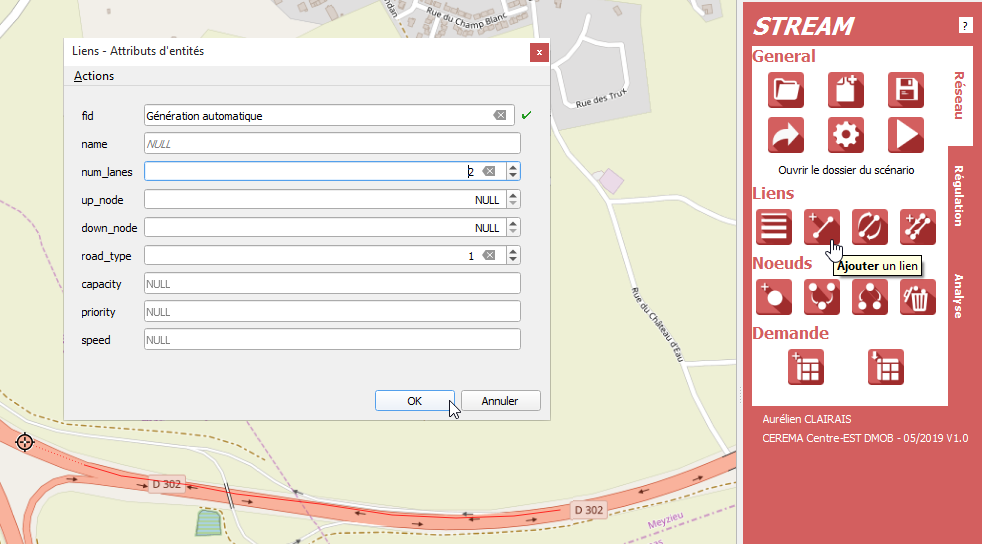 Rue du Champ Blanc
Rue des Tru
Rue du Château d'Eau
D 302
D 302
Meyzieu
Liens - Attributs d'entités
x
Actions
fid
Génération automatique
name
NULL
num_lanes
2
up_node
NULL
down_node
NULL
road_type
1
capacity
NULL
priority
NULL
speed
NULL
OK
Annuler
STREAM
?
General
Ouvrir le dossier du scénario
Liens
Ajouter un lien
Noeuds
Demande
Réseau
Régulation
Analyse
Aurélien CLAIRAIS
CEREMA Centre-EST DMOB - 05/2019 V1.0